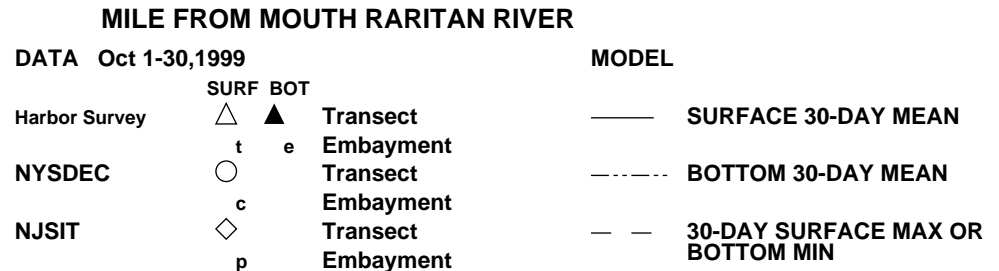 MILE FROM MOUTH RARITAN RIVER
DATA Oct 1-30,1999 MODEL
SURF BOT
Harbor Survey Transect SURFACE 30-DAY MEAN
t e Embayment
NYSDEC Transect BOTTOM 30-DAY MEAN
c Embayment
NJSIT Transect 30-DAY SURFACE MAX OR
p Embayment BOTTOM MIN